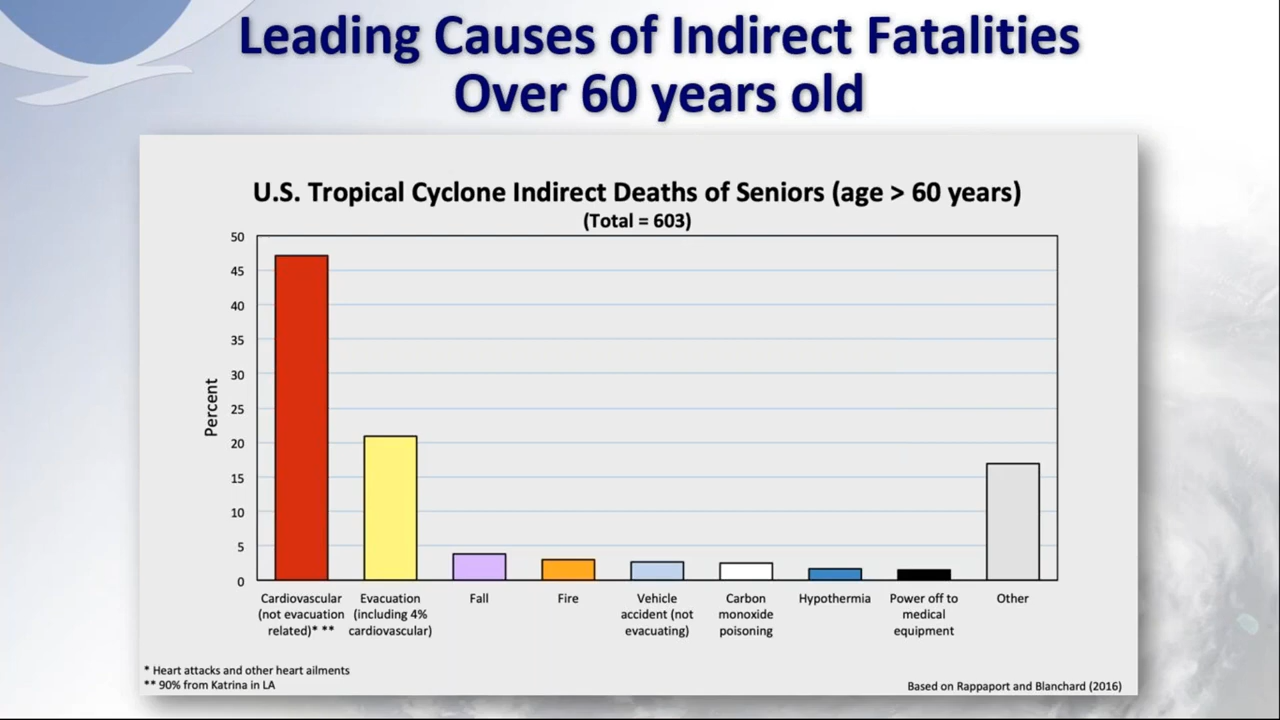 Leading Causes of Indirect Fatalities
Over 60 years old
U.S. Tropical Cyclone Indirect Deaths of Seniors (age > 60 years)
(Total = 603)
50
45
40
35
30
25
20
15
10
5
0
Percent
Cardiovascular
(not evacuation
related)* **
Evacuation
(including 4%
cardiovascular)
Fall
Fire
Vehicle
accident (not
evacuating)
Carbon
monoxide
poisoning
Hypothermia
Power off to
medical
equipment
Other
* Heart attacks and other heart ailments
** 90% from Katrina in LA
Based on Rappaport and Blanchard (2016)